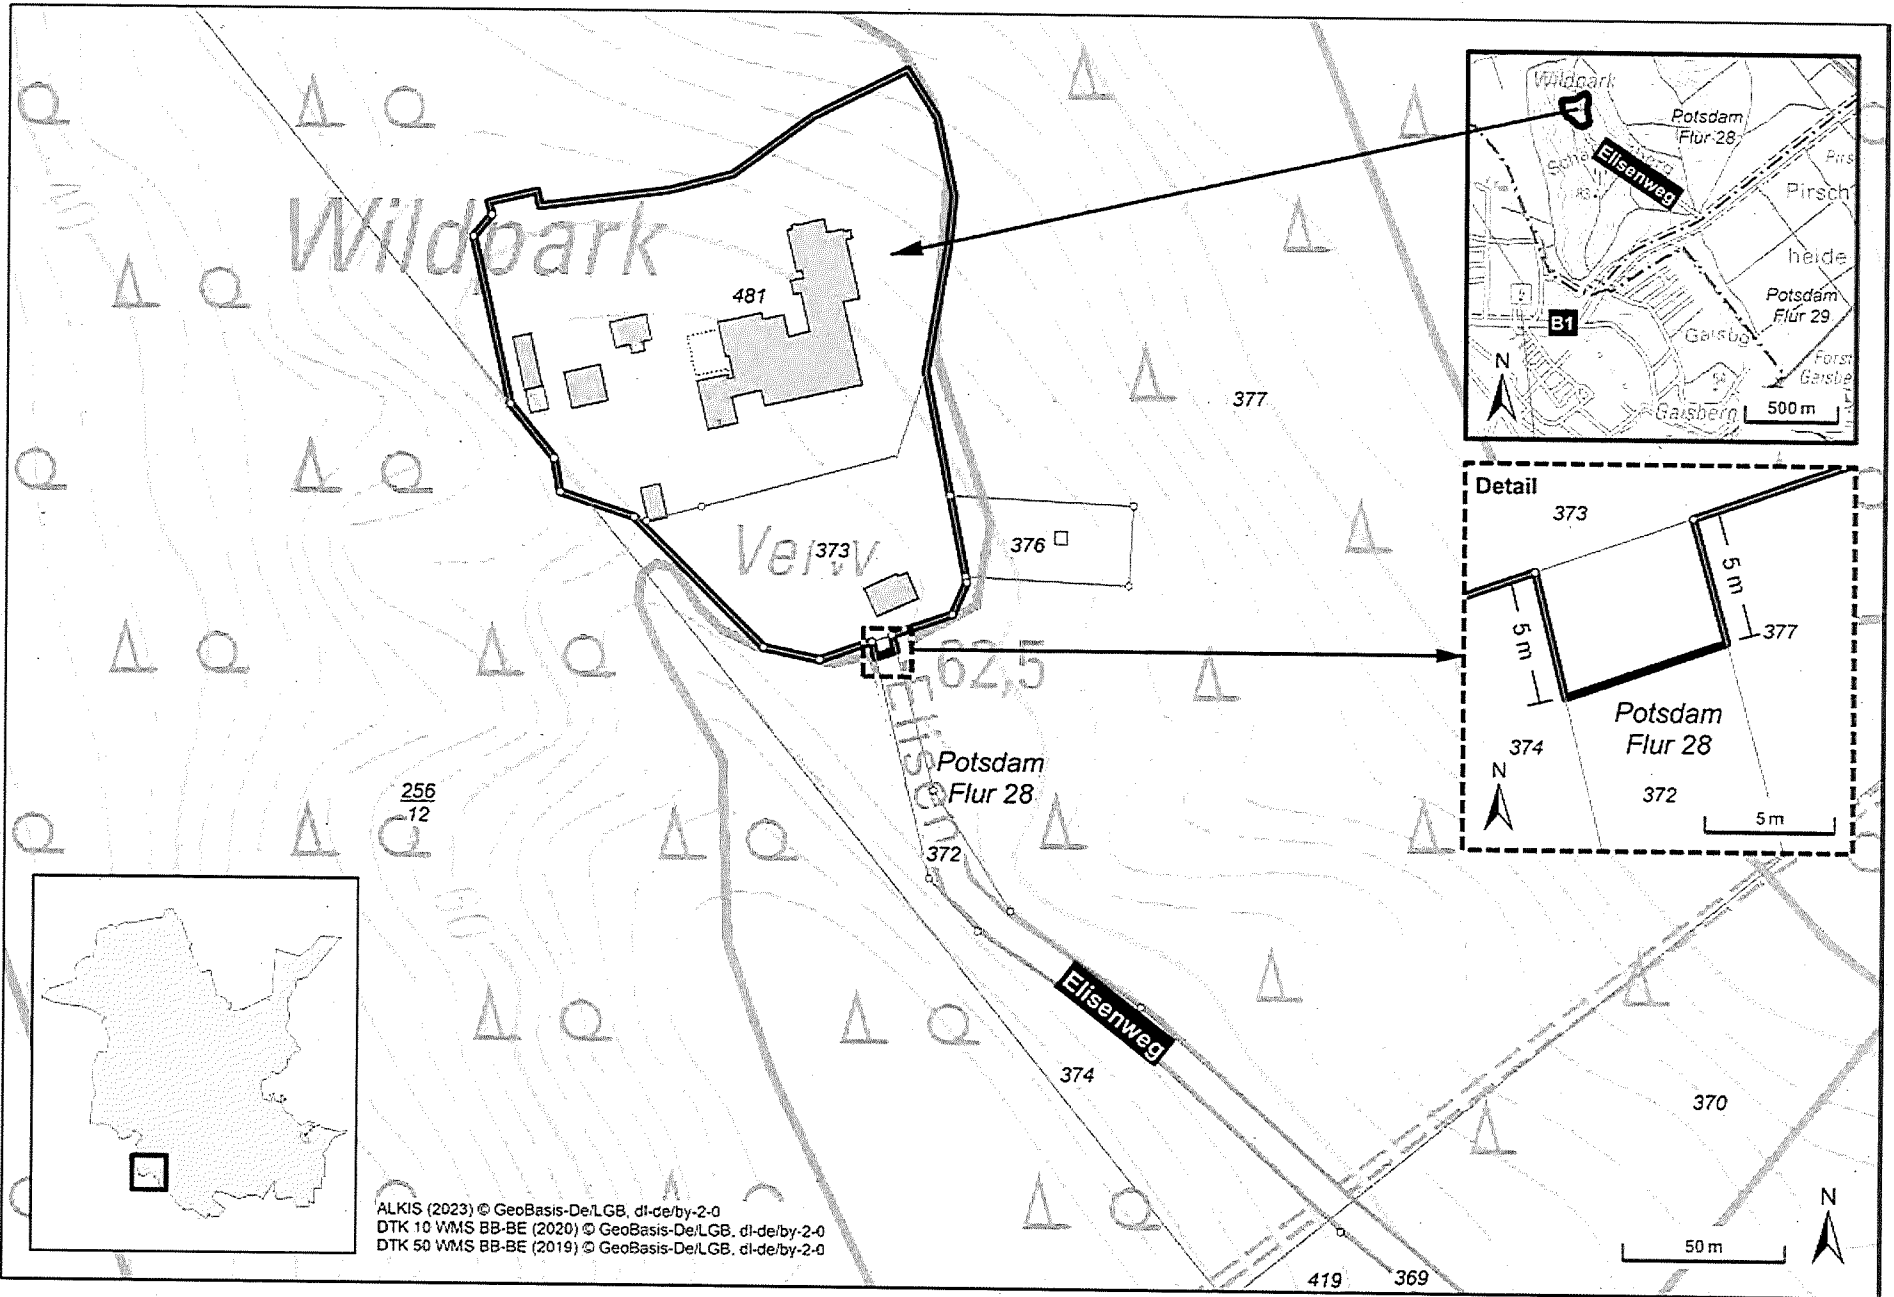 Wildpark
481
377
373
376
Verw
62,5
Elisen
Potsdam
Flur 28
372
256
12
Elisenweg
374
370
419
369
N
50 m
Wildpark
Potsdam
Flur 28
Elisenweg
Pirsch
heide
Potsdam
Flur 29
B1
Gaisberg
N
500 m
Detail
373
5 m
5 m
377
374
Potsdam
Flur 28
372
N
5 m
60
ALKIS (2023) © GeoBasis-De/LGB, dl-de/by-2-0
DTK 10 WMS BB-BE (2020) © GeoBasis-De/LGB, dl-de/by-2-0
DTK 50 WMS BB-BE (2019) © GeoBasis-De/LGB, dl-de/by-2-0